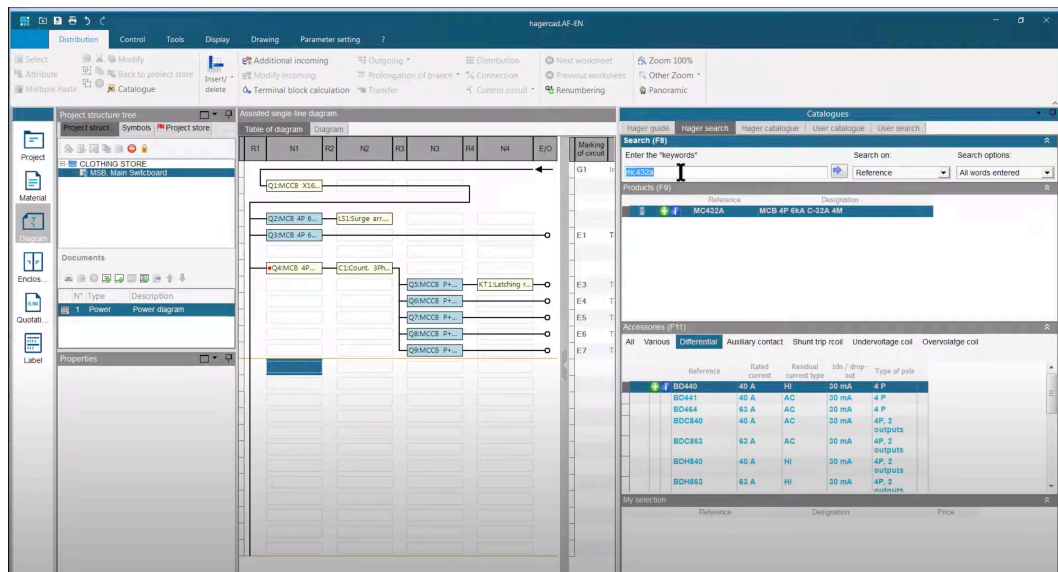 hagercad.AF-EN
Distribution Control Tools Display Drawing Parameter setting ?
Select Modify Additional incoming Outgoing Distribution Next worksheet Zoom 100%
Attribute Back to project store Insert/ delete Modify incoming Prolongation of branch Connection Previous worksheet Other Zoom
Multiple Paste Catalogue Terminal block calculation Transfer Control circuit Renumbering Panoramic
Project structure tree Assisted single-line diagram Catalogues
Project struct. Symbols Project store Table of diagram Diagram Hager guide Hager search Hager catalogue User catalogue User search
Project
Material
Diagram
Enclos...
Quotati...
0,00
Label
CLOTHING STORE
MSB, Main Switcboard
Documents
N° Type Description
1 Power Power diagram
Properties
R1 N1 R2 N2 R3 N3 R4 N4 E/O Marking of circuit
G1
Q1:MCCB X16...
Q2:MCB 4P 6... LS1:Surge arr....
Q3:MCB 4P 6... E1 T
Q4:MCB 4P... C1:Count. 3Ph...
Q5:MCCB P+... KT1:Latching r... E3 T
Q6:MCCB P+... E4 T
Q7:MCCB P+... E5 T
Q8:MCCB P+... E6 T
Q9:MCCB P+... E7 T
Search (F8)
Enter the "keywords" Search on: Search options:
mc432a Reference All words entered
Products (F9)
Reference Designation
MC432A MCB 4P 6kA C-32A 4M
Accessories (F11)
All Various Differential Auxiliary contact Shunt trip rcoil Undervoltage coil Overvolatge coil
Reference Rated current Residual current type Idn / drop-out Type of pole
BD440 40 A HI 30 mA 4 P
BD441 40 A AC 30 mA 4 P
BD464 63 A AC 30 mA 4 P
BDC840 40 A AC 30 mA 4P, 2 outputs
BDC863 63 A AC 30 mA 4P, 2 outputs
BDH840 40 A HI 30 mA 4P, 2 outputs
BDH863 63 A HI 30 mA 4P, 2 outputs
My selection
Reference Designation Price